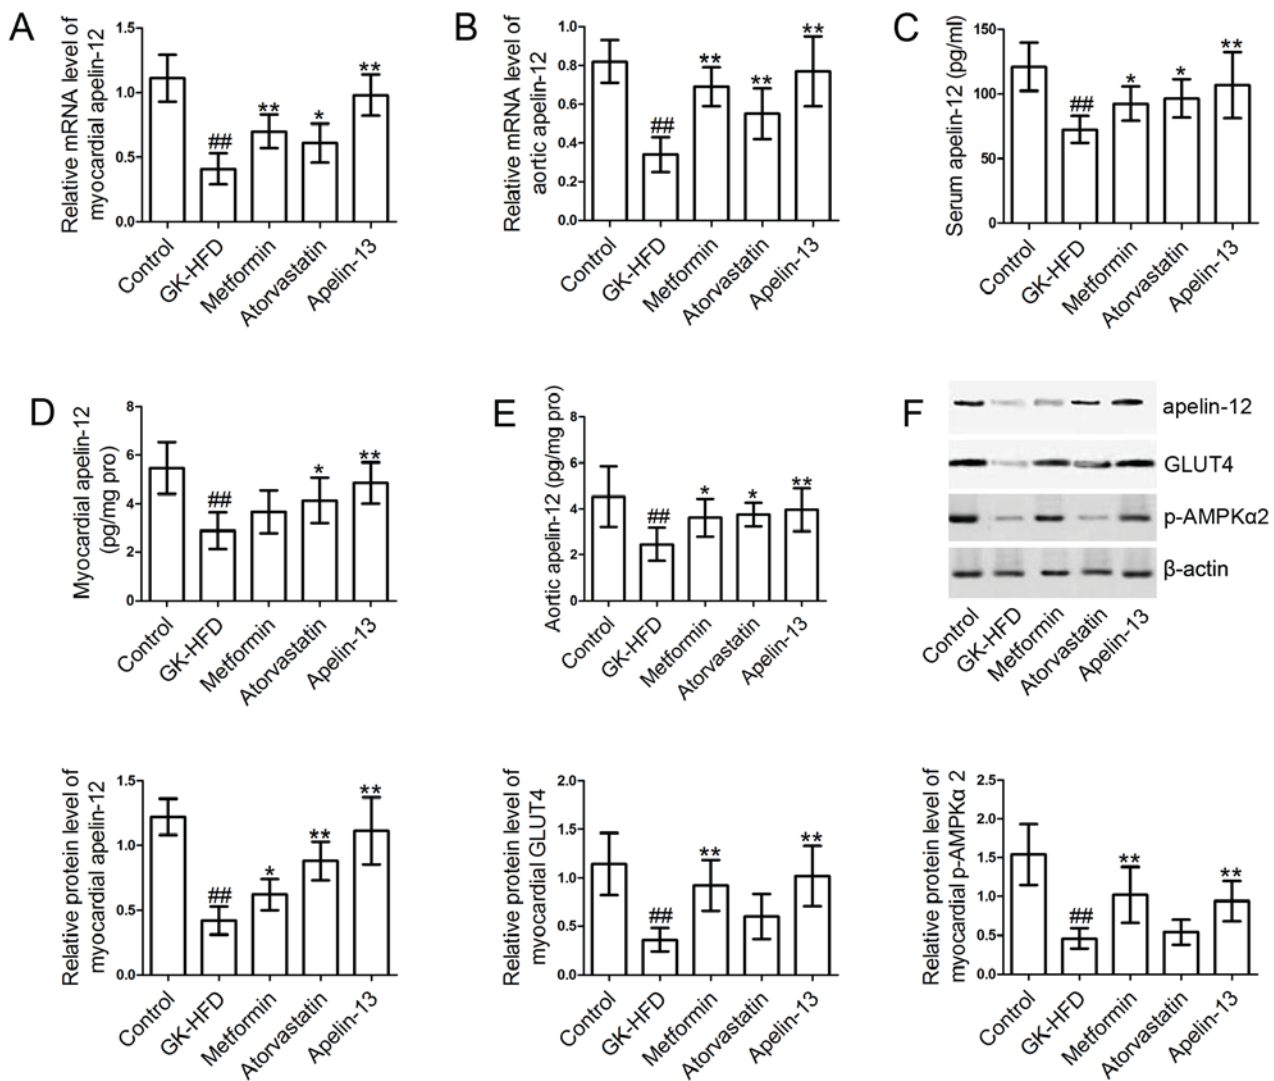 A
Relative mRNA level of
myocardial apelin-12
1.5
1.0
0.5
0.0
##
**
*
**
Control
GK-HFD
Metformin
Atorvastatin
Apelin-13
B
Relative mRNA level of
aortic apelin-12
1.0
0.8
0.6
0.4
0.2
0.0
##
**
**
**
Control
GK-HFD
Metformin
Atorvastatin
Apelin-13
C
Serum apelin-12 (pg/ml)
150
100
50
0
##
*
*
**
Control
GK-HFD
Metformin
Atorvastatin
Apelin-13
D
Myocardial apelin-12
(pg/mg pro)
8
6
4
2
0
##
*
**
Control
GK-HFD
Metformin
Atorvastatin
Apelin-13
E
Aortic apelin-12 (pg/mg pro)
8
6
4
2
0
##
*
*
**
Control
GK-HFD
Metformin
Atorvastatin
Apelin-13
F
apelin-12
GLUT4
p-AMPKα2
β-actin
Control
GK-HFD
Metformin
Atorvastatin
Apelin-13
Relative protein level of
myocardial apelin-12
1.5
1.0
0.5
0.0
##
*
**
**
Control
GK-HFD
Metformin
Atorvastatin
Apelin-13
Relative protein level of
myocardial GLUT4
2.0
1.5
1.0
0.5
0.0
##
**
**
Control
GK-HFD
Metformin
Atorvastatin
Apelin-13
Relative protein level of
myocardial p-AMPKα 2
2.5
2.0
1.5
1.0
0.5
0.0
##
**
**
Control
GK-HFD
Metformin
Atorvastatin
Apelin-13